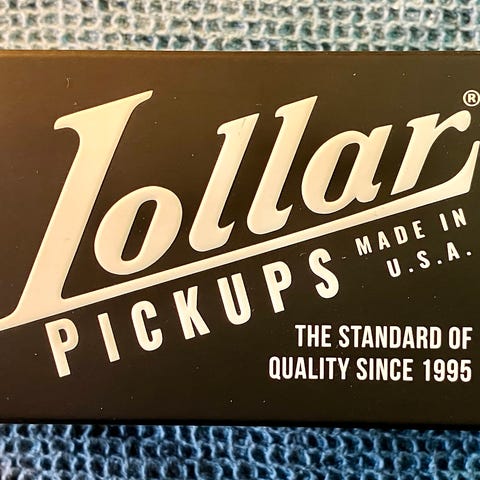 Lollar®
PICKUPS
MADE IN
U.S.A.
THE STANDARD OF
QUALITY SINCE 1995